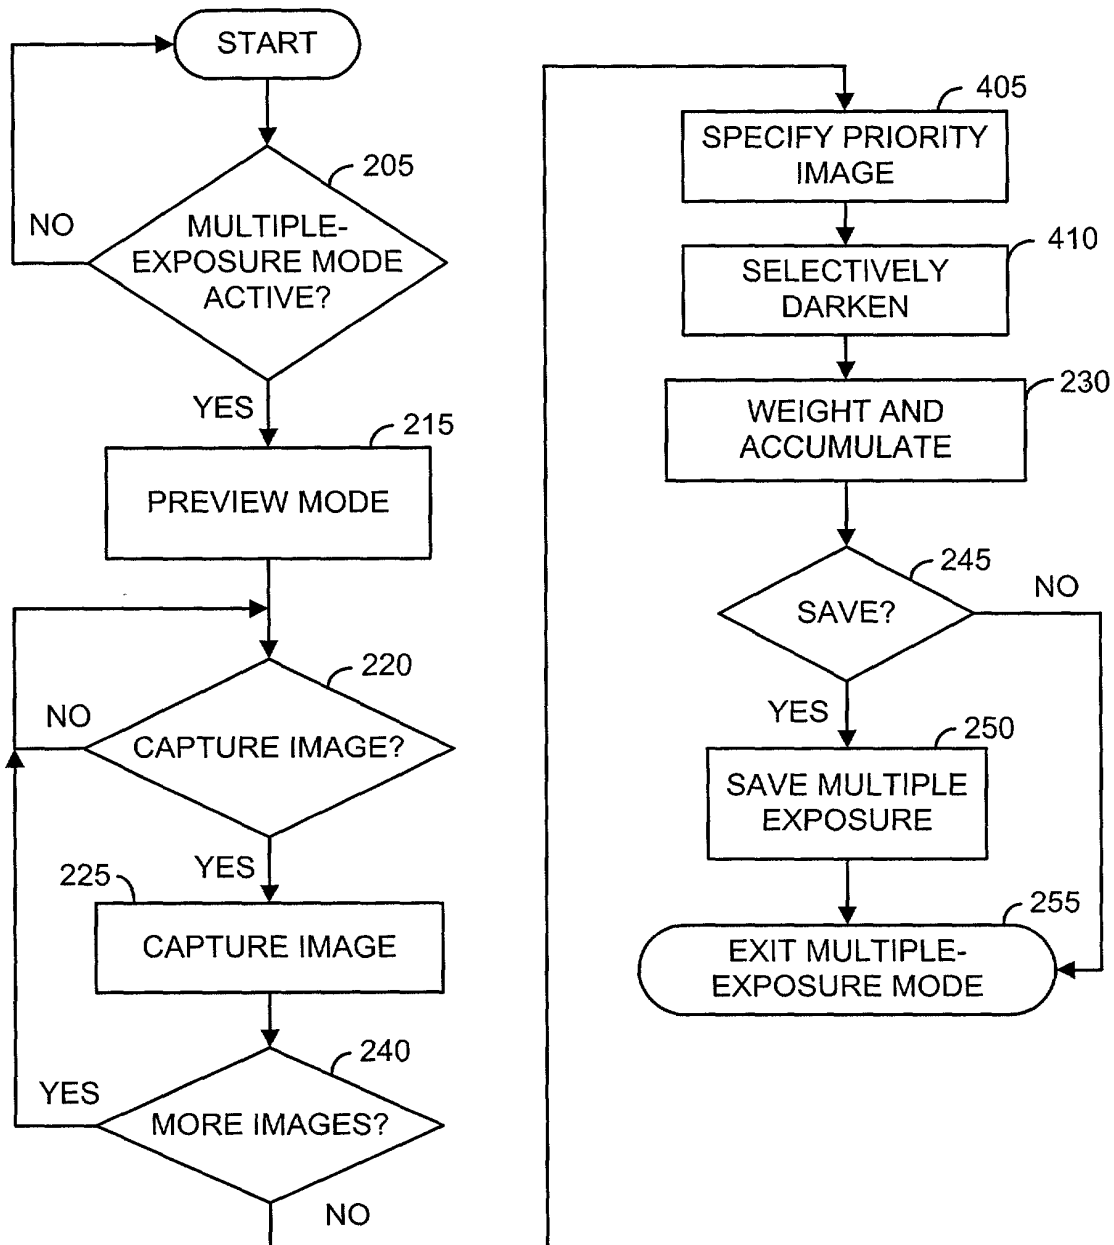 START
205
NO
MULTIPLE-
EXPOSURE MODE
ACTIVE?
YES
215
PREVIEW MODE
220
NO
CAPTURE IMAGE?
YES
225
CAPTURE IMAGE
240
YES
MORE IMAGES?
NO
405
SPECIFY PRIORITY
IMAGE
410
SELECTIVELY
DARKEN
230
WEIGHT AND
ACCUMULATE
245
NO
SAVE?
YES
250
SAVE MULTIPLE
EXPOSURE
255
EXIT MULTIPLE-
EXPOSURE MODE